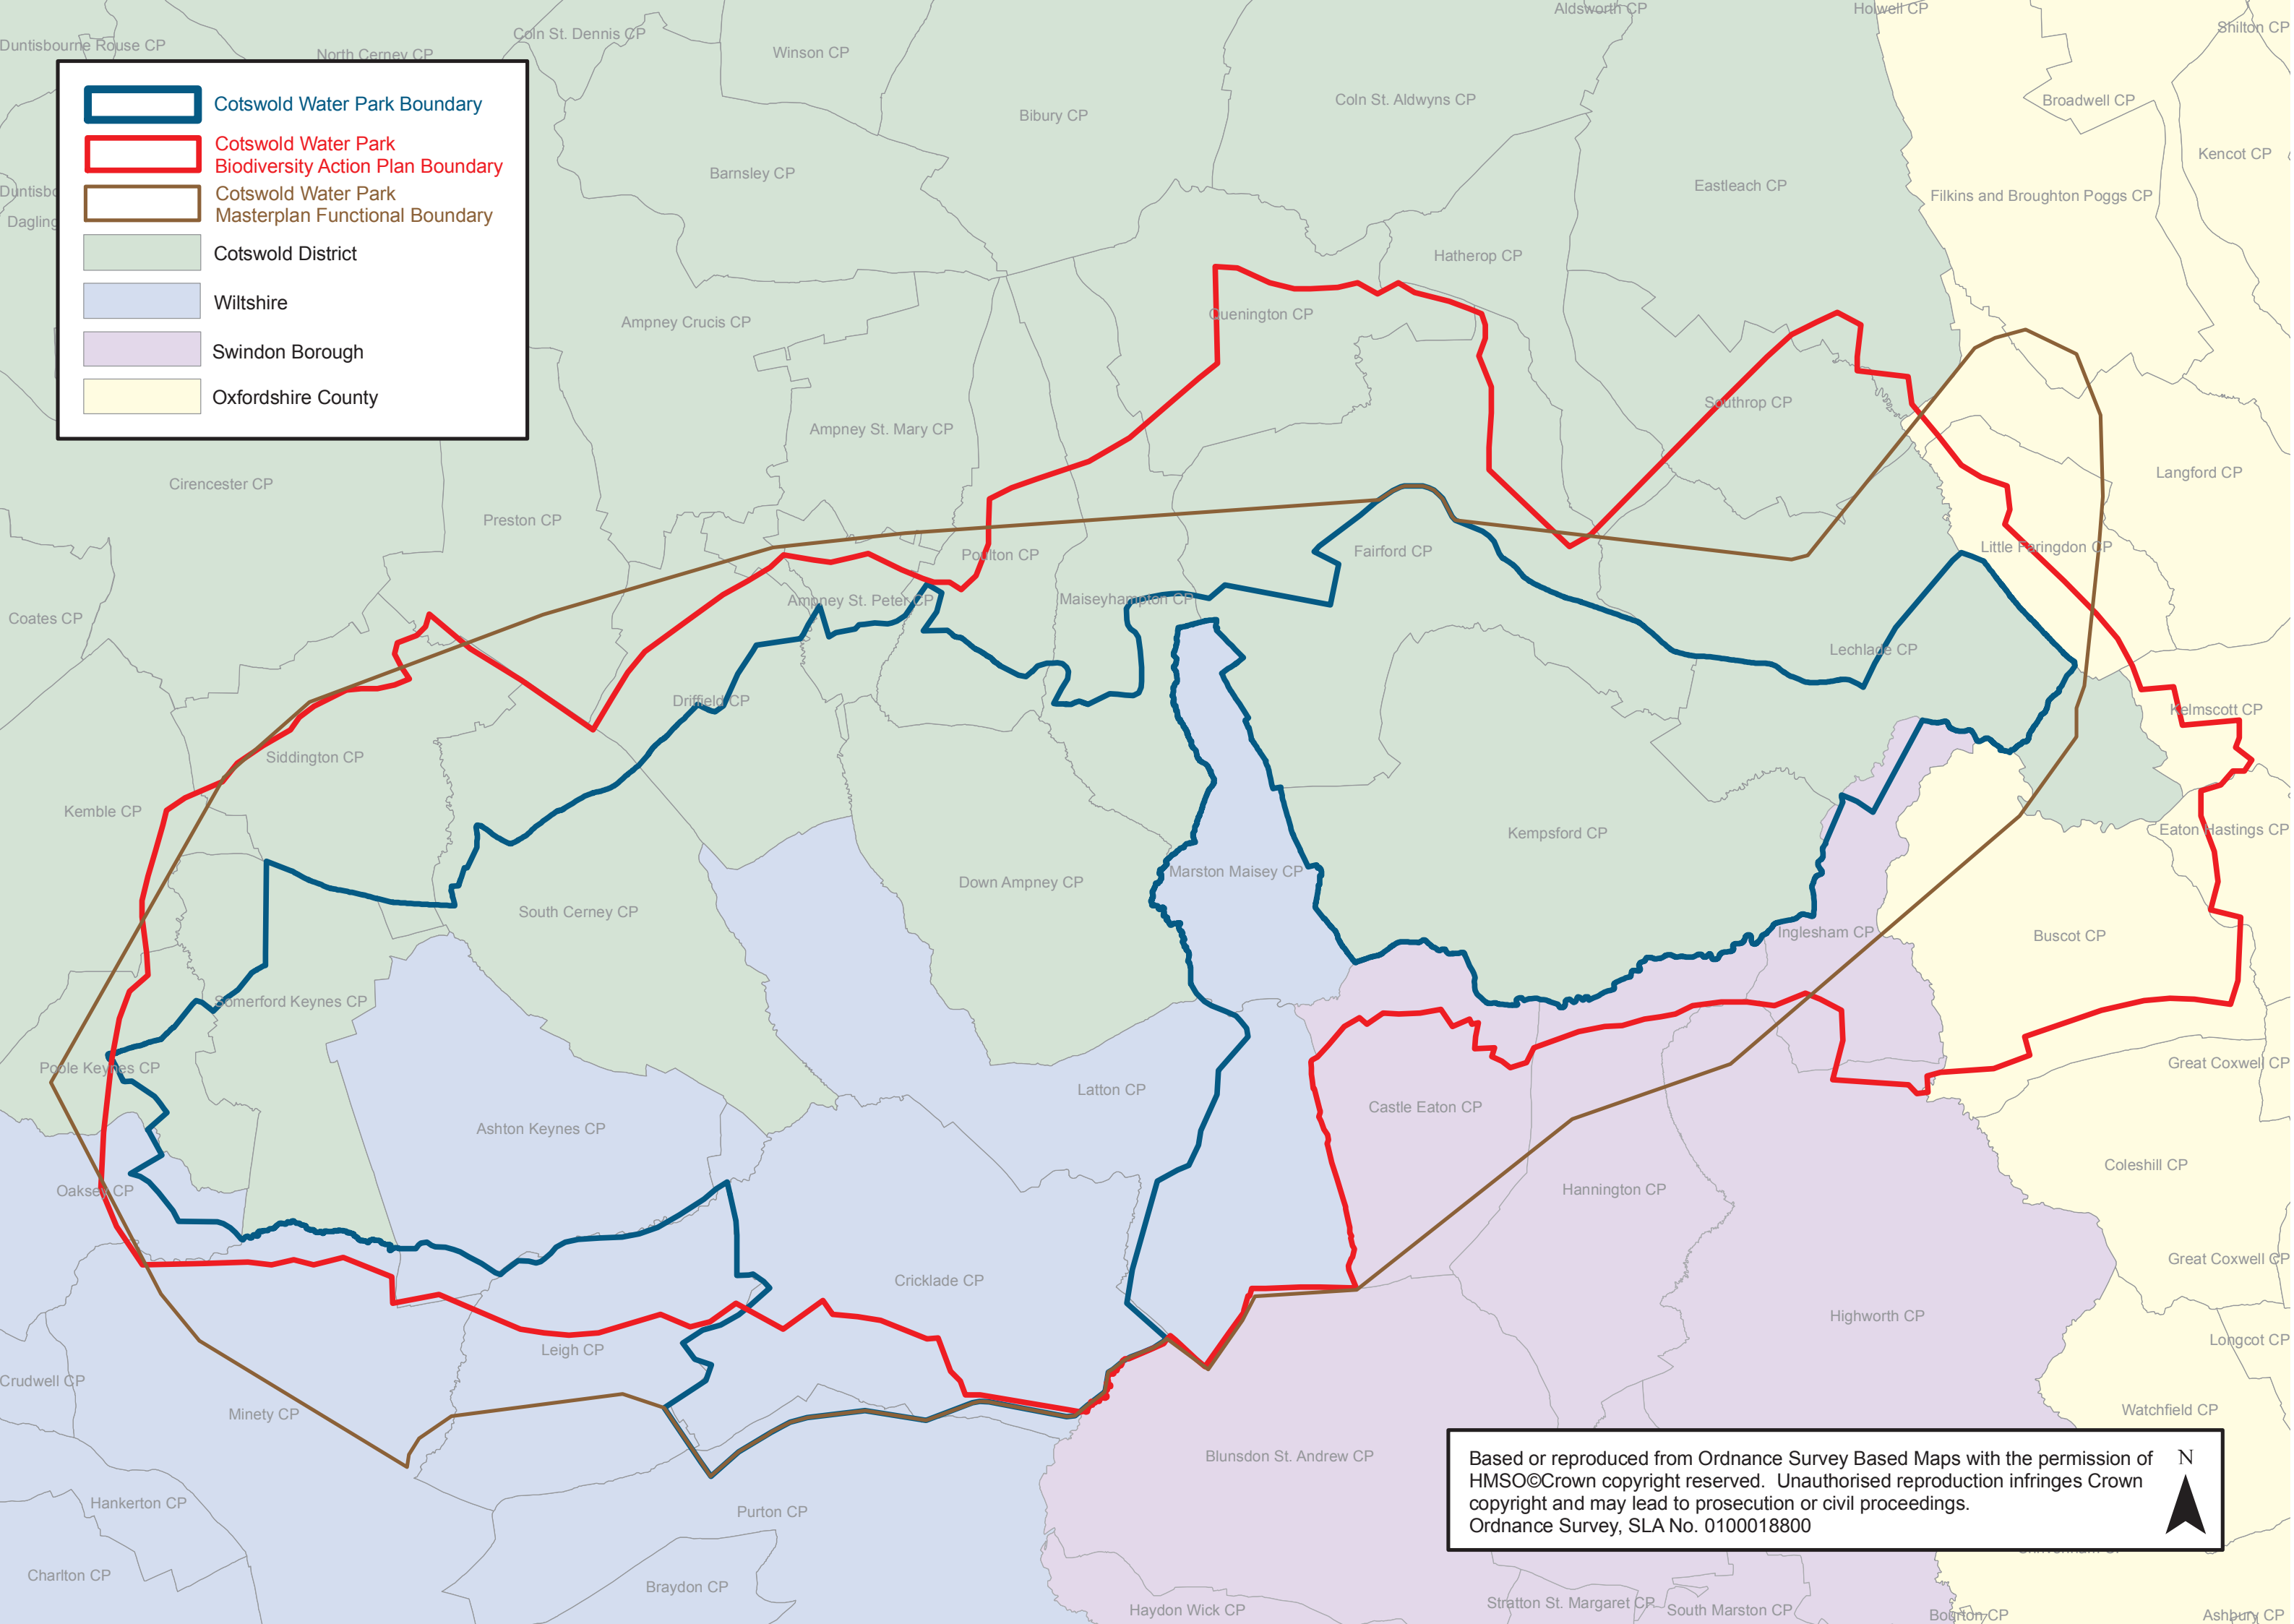 Aldsworth CP
Holwell CP
Shilton CP
Duntisbourne Rouse CP
North Cerney CP
Coln St. Dennis CP
Winson CP
Bibury CP
Coln St. Aldwyns CP
Broadwell CP
Kencot CP
Barnsley CP
Eastleach CP
Filkins and Broughton Poggs CP
Duntisbo
Dagling
Hatherop CP
Cotswold Water Park Boundary
Cotswold Water Park
Biodiversity Action Plan Boundary
Cotswold Water Park
Masterplan Functional Boundary
Cotswold District
Wiltshire
Swindon Borough
Oxfordshire County
Ampney Crucis CP
Quenington CP
Southrop CP
Ampney St. Mary CP
Langford CP
Cirencester CP
Preston CP
Poulton CP
Fairford CP
Little Faringdon CP
Coates CP
Ampney St. Peter CP
Maiseyhampton CP
Lechlade CP
Driffield CP
Kelmscott CP
Siddington CP
Kemble CP
Kempsford CP
Eaton Hastings CP
Marston Maisey CP
Down Ampney CP
South Cerney CP
Inglesham CP
Buscot CP
Somerford Keynes CP
Poole Keynes CP
Great Coxwell CP
Latton CP
Castle Eaton CP
Ashton Keynes CP
Coleshill CP
Oaksey CP
Hannington CP
Great Coxwell CP
Cricklade CP
Highworth CP
Longcot CP
Leigh CP
Crudwell CP
Minety CP
Watchfield CP
Blunsdon St. Andrew CP
Based or reproduced from Ordnance Survey Based Maps with the permission of
HMSO©Crown copyright reserved. Unauthorised reproduction infringes Crown
copyright and may lead to prosecution or civil proceedings.
Ordnance Survey, SLA No. 0100018800
N
Hankerton CP
Purton CP
Charlton CP
Braydon CP
Haydon Wick CP
Stratton St. Margaret CP
South Marston CP
Bourton CP
Ashbury CP